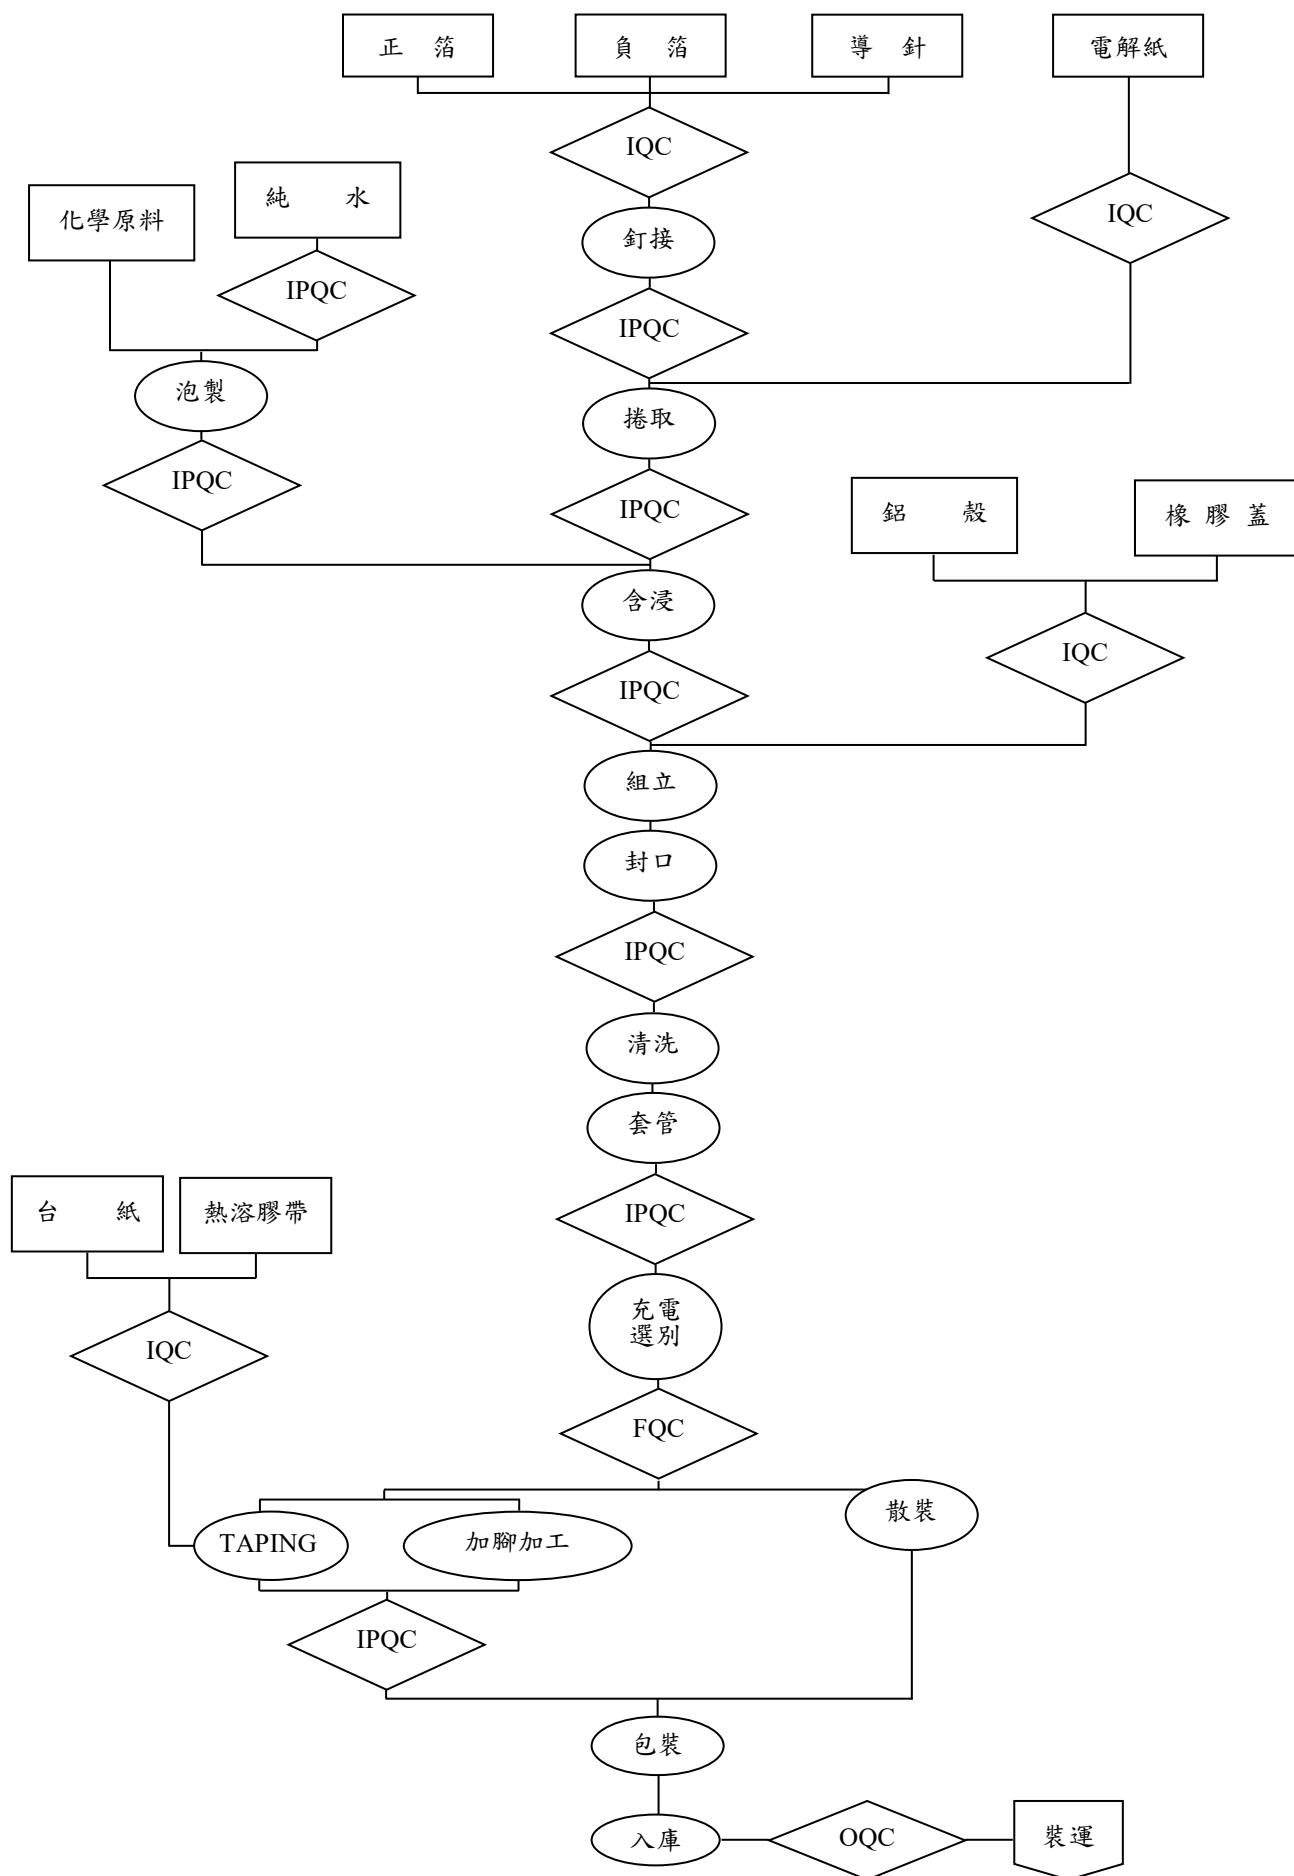 正 箔
負 箔
導 針
電解紙
IQC
純 水
化學原料
IQC
釘接
IPQC
IPQC
泡製
捲取
IPQC
IPQC
鋁 殼
橡 膠 蓋
含浸
IQC
IPQC
組立
封口
IPQC
清洗
套管
台 紙
熱溶膠帶
IPQC
充電
選別
IQC
FQC
散裝
TAPING
加腳加工
IPQC
包裝
入庫
OQC
裝運